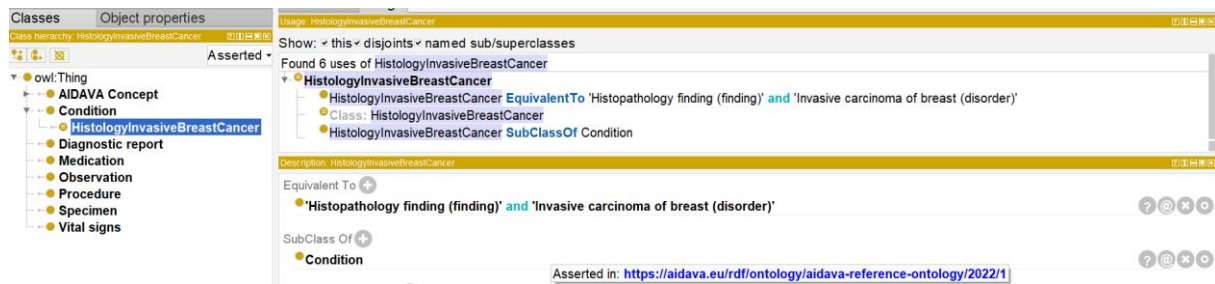 Classes Object properties
Class hierarchy: HistologyInvasiveBreastCancer
Asserted
owl:Thing
AIDAVA Concept
Condition
HistologyInvasiveBreastCancer
Diagnostic report
Medication
Observation
Procedure
Specimen
Vital signs
Usage: HistologyInvasiveBreastCancer
Show: this disjoints named sub/superclasses
Found 6 uses of HistologyInvasiveBreastCancer
HistologyInvasiveBreastCancer
HistologyInvasiveBreastCancer EquivalentTo 'Histopathology finding (finding)' and 'Invasive carcinoma of breast (disorder)'
Class: HistologyInvasiveBreastCancer
HistologyInvasiveBreastCancer SubClassOf Condition
Description: HistologyInvasiveBreastCancer
Equivalent To
'Histopathology finding (finding)' and 'Invasive carcinoma of breast (disorder)'
SubClass Of
Condition
Asserted in: https://aidava.eu/rdf/ontology/aidava-reference-ontology/2022/1